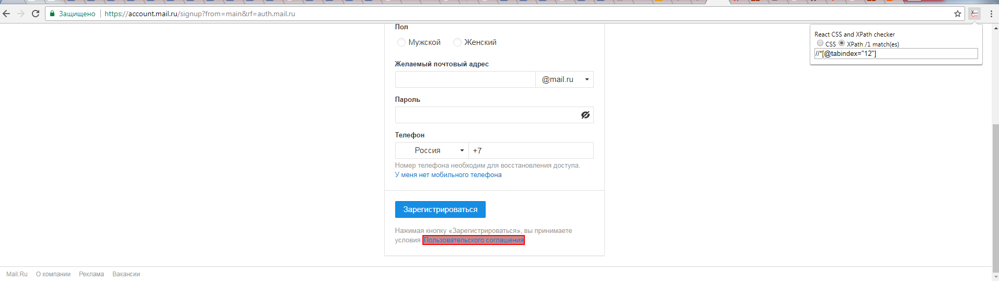 Защищено https://account.mail.ru/signup?from=main&rf=auth.mail.ru
React CSS and XPath checker
CSS XPath /1 match(es)
//*[@tabindex="12"]
Пол
Мужской Женский
Желаемый почтовый адрес
@mail.ru
Пароль
Телефон
Россия +7
Номер телефона необходим для восстановления доступа.
У меня нет мобильного телефона
Зарегистрироваться
Нажимая кнопку «Зарегистрироваться», вы принимаете
условия Пользовательского соглашения
Mail.Ru О компании Реклама Вакансии